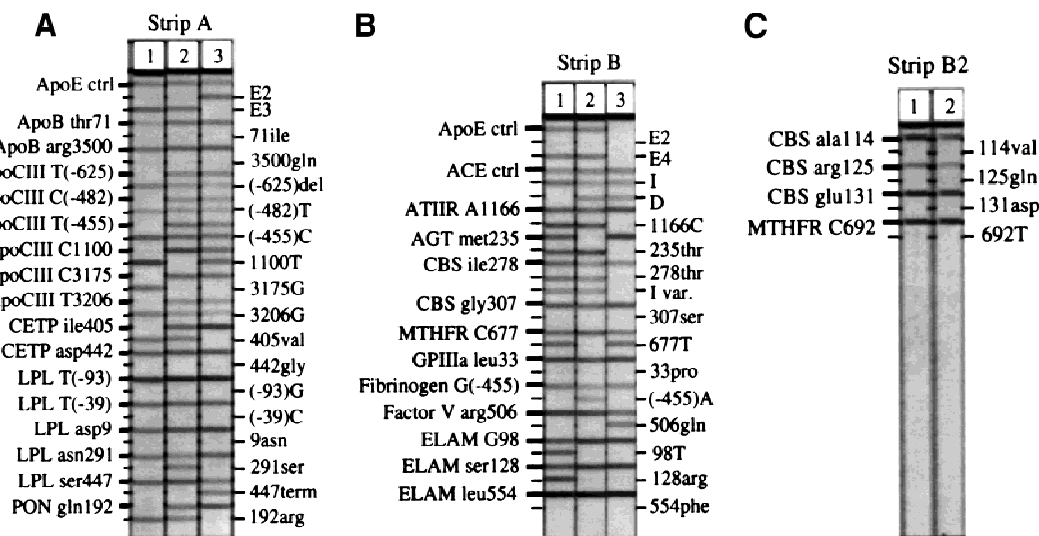 A
Strip A
1 2 3
ApoE ctrl
ApoB thr71
ApoB arg3500
poCIII T(-625)
poCIII C(-482)
poCIII T(-455)
poCIII C1100
poCIII C3175
poCIII T3206
CETP ile405
CETP asp442
LPL T(-93)
LPL T(-39)
LPL asp9
LPL asn291
LPL ser447
PON gln192
E2
E3
71ile
3500gln
(-625)del
(-482)T
(-455)C
1100T
3175G
3206G
405val
442gly
(-93)G
(-39)C
9asn
291ser
447term
192arg
B
Strip B
1 2 3
ApoE ctrl
ACE ctrl
ATIIR A1166
AGT met235
CBS ile278
CBS gly307
MTHFR C677
GPIIIa leu33
Fibrinogen G(-455)
Factor V arg506
ELAM G98
ELAM ser128
ELAM leu554
E2
E4
I
D
1166C
235thr
278thr
I var.
307ser
677T
33pro
(-455)A
506gln
98T
128arg
554phe
C
Strip B2
1 2
CBS ala114
CBS arg125
CBS glu131
MTHFR C692
114val
125gln
131asp
692T